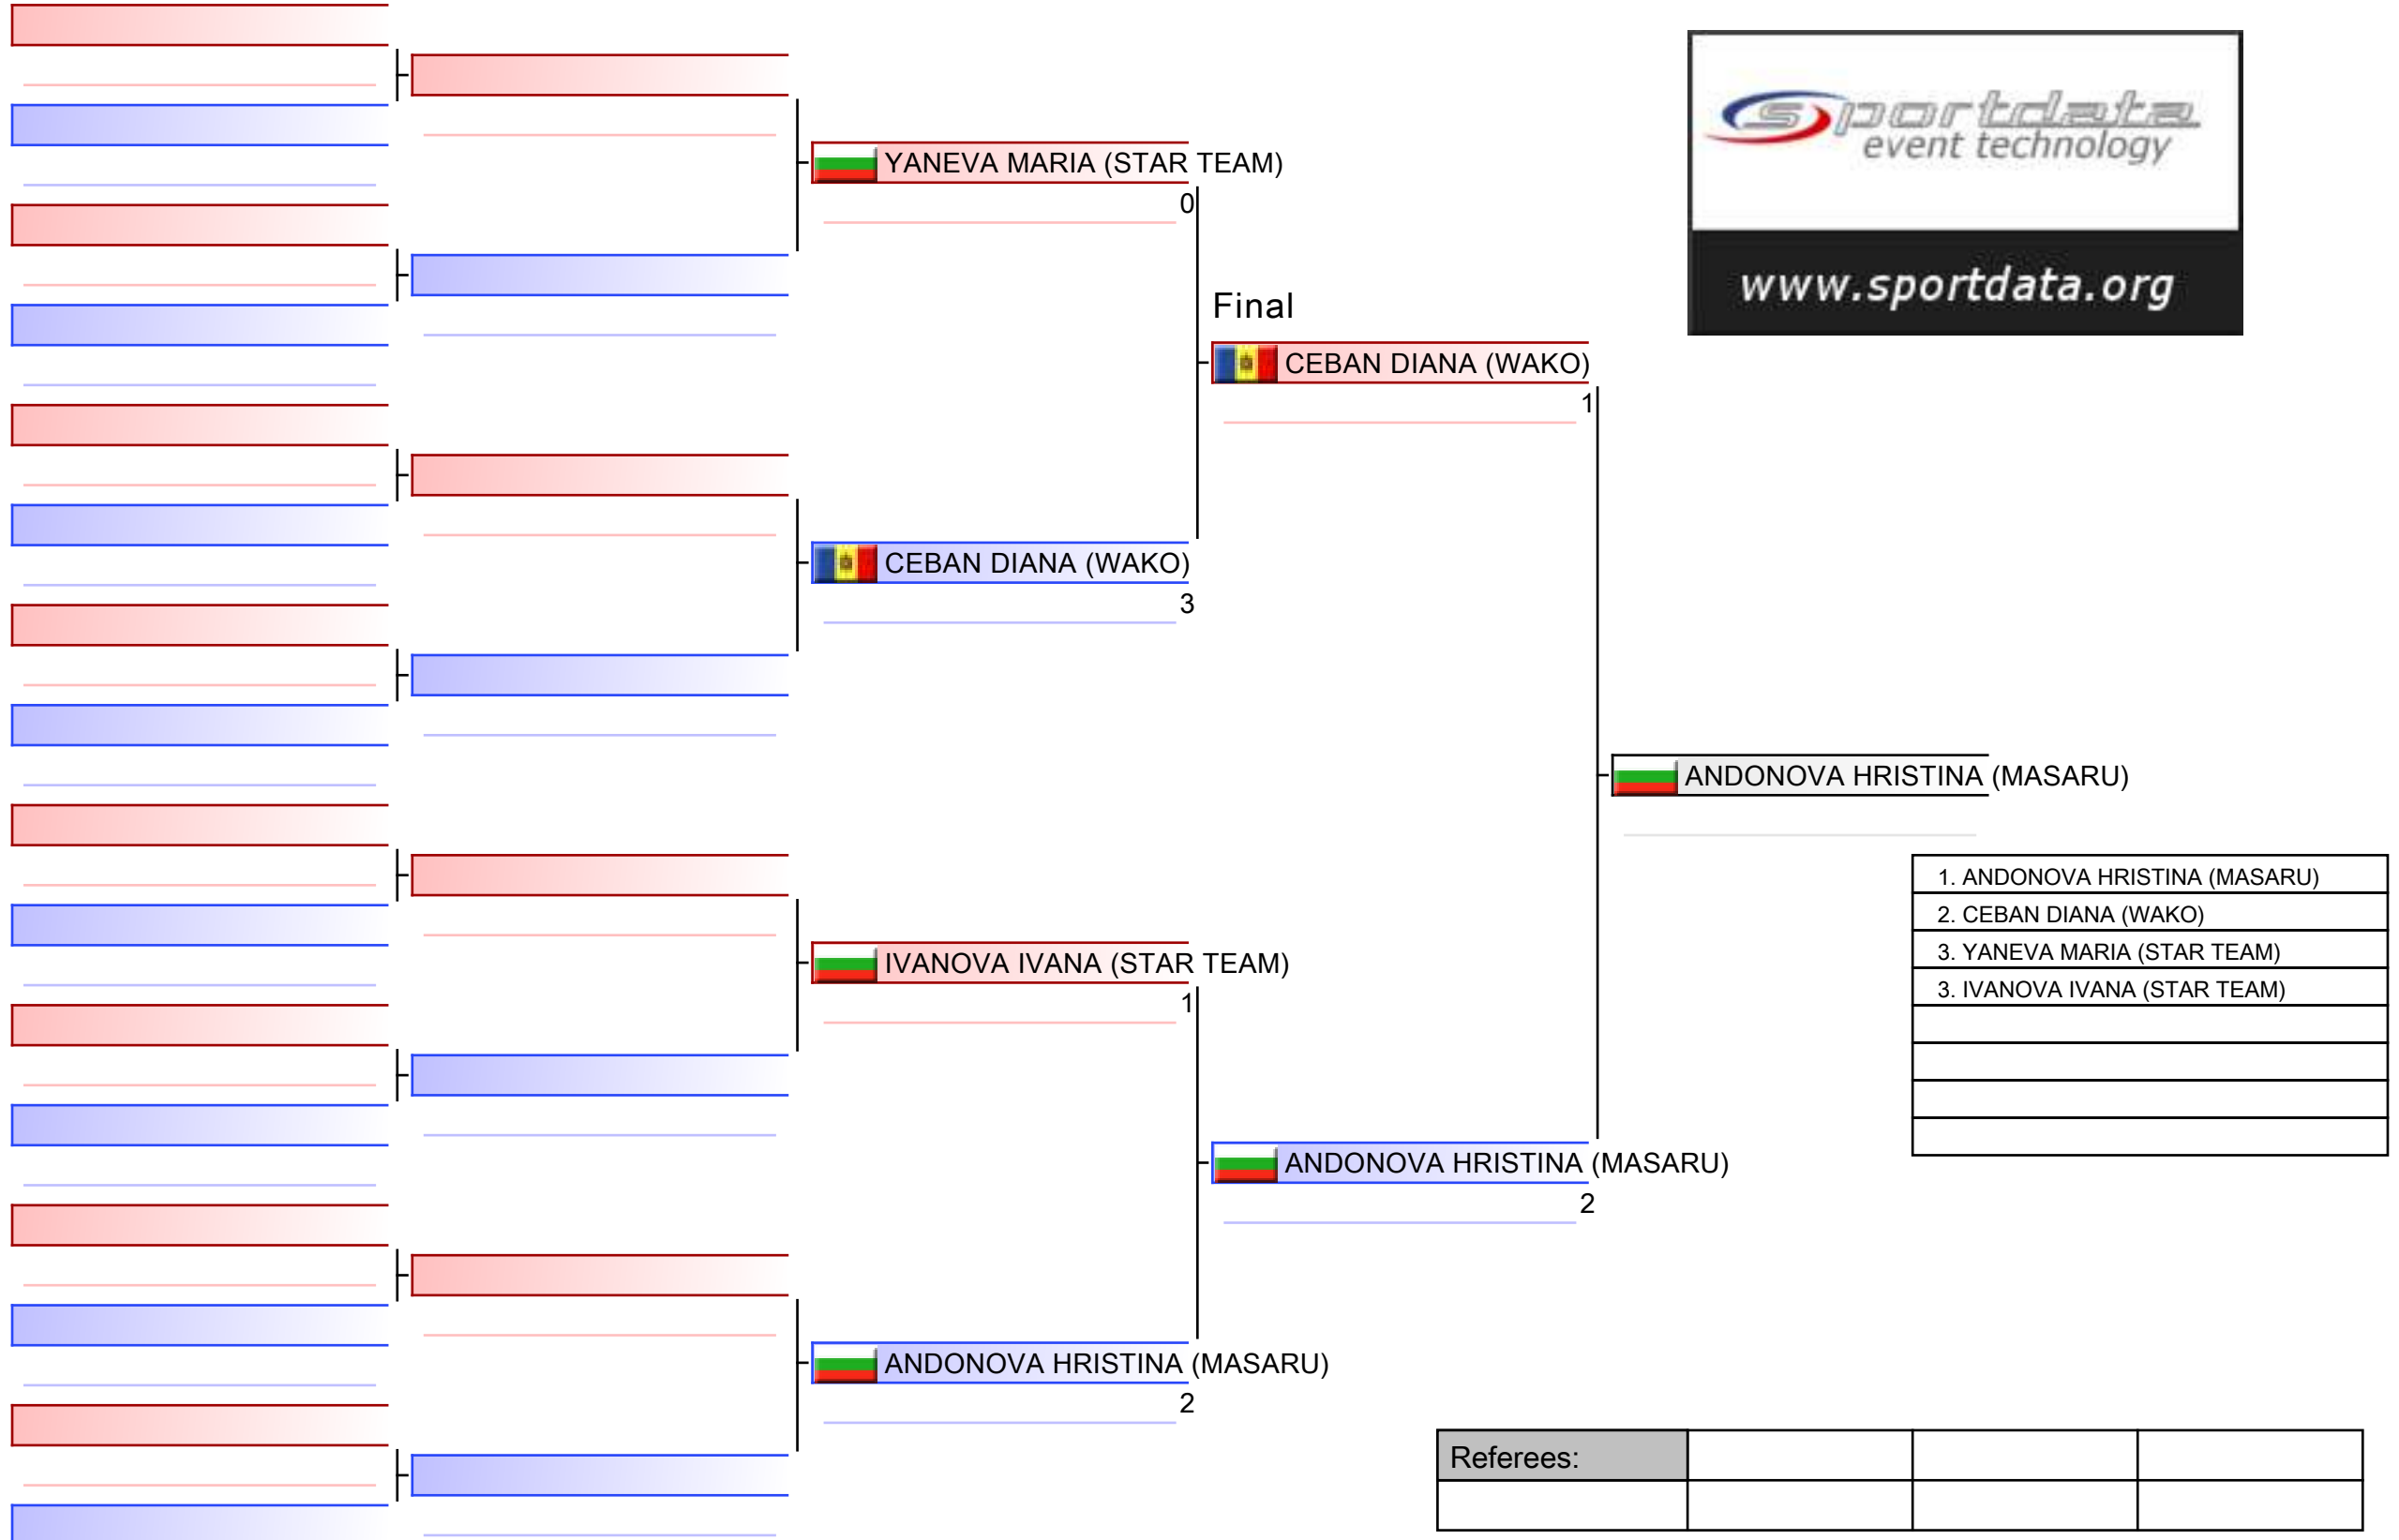 sportdata
event technology
www.sportdata.org
YANEVA MARIA (STAR TEAM)
0
Final
CEBAN DIANA (WAKO)
1
CEBAN DIANA (WAKO)
3
ANDONOVA HRISTINA (MASARU)
1. ANDONOVA HRISTINA (MASARU)
2. CEBAN DIANA (WAKO)
3. YANEVA MARIA (STAR TEAM)
3. IVANOVA IVANA (STAR TEAM)
IVANOVA IVANA (STAR TEAM)
1
ANDONOVA HRISTINA (MASARU)
2
ANDONOVA HRISTINA (MASARU)
2
Referees: